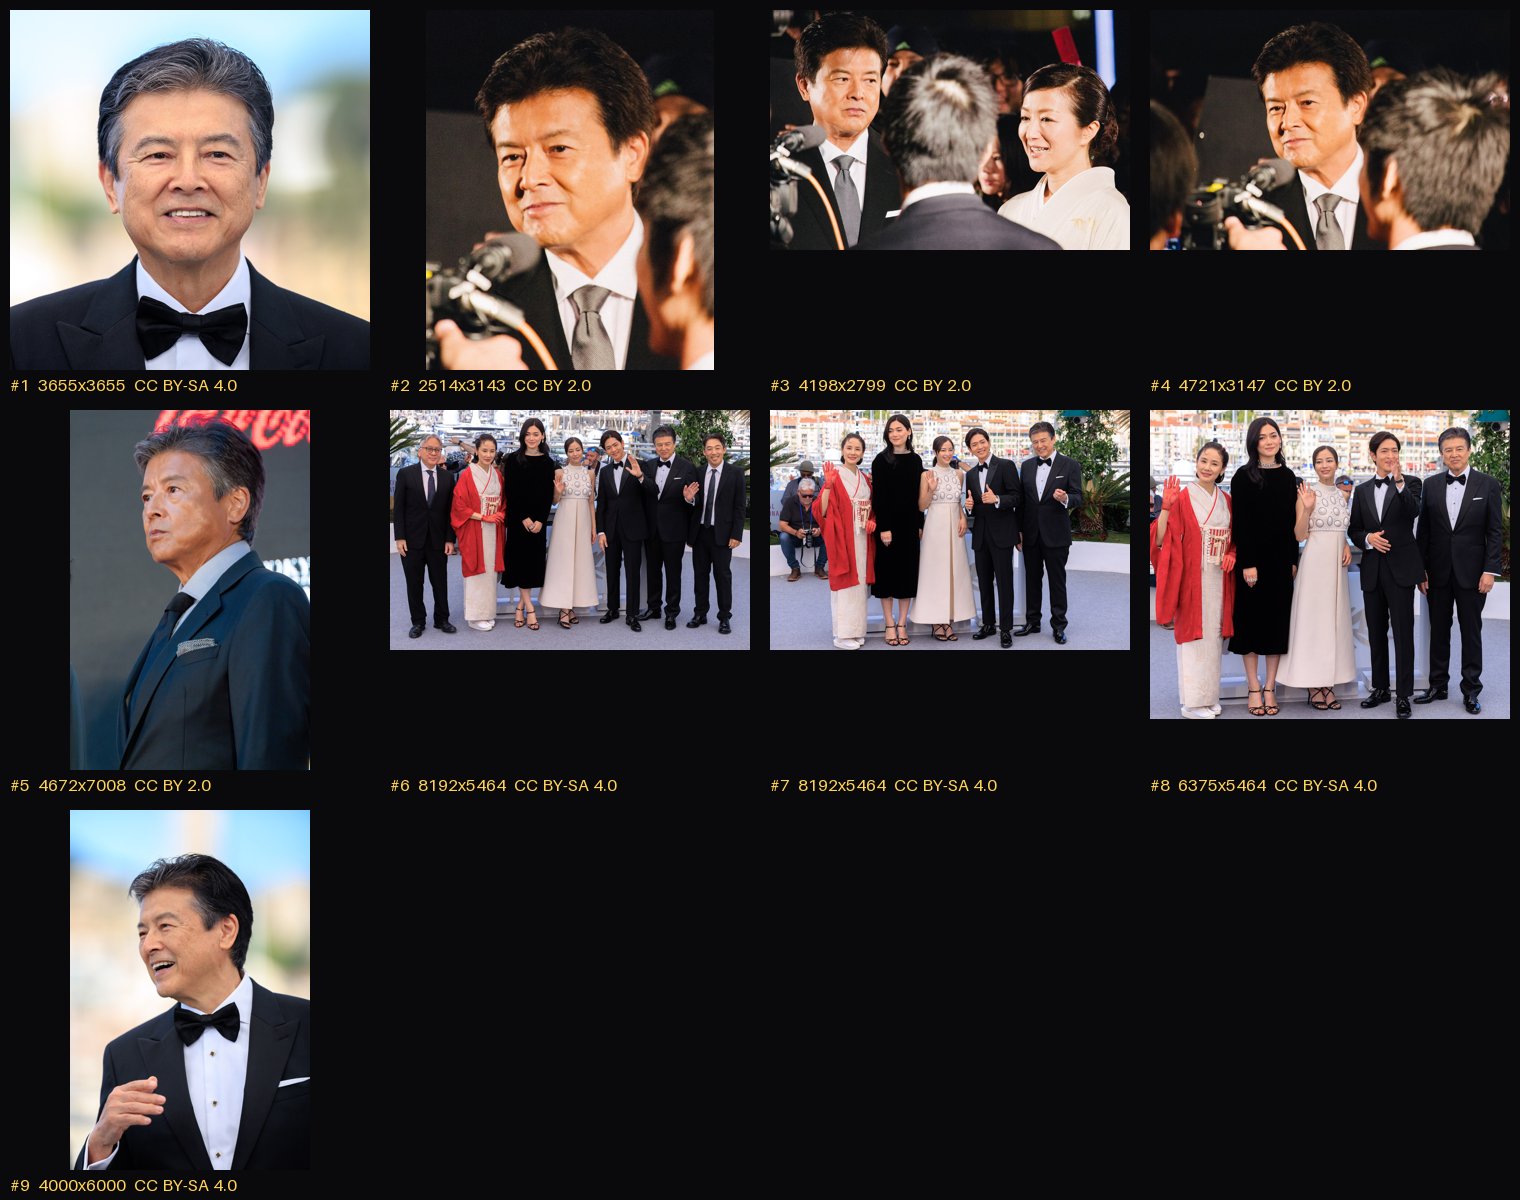 #1 3655x3655 CC BY-SA 4.0
#2 2514x3143 CC BY 2.0
#3 4198x2799 CC BY 2.0
#4 4721x3147 CC BY 2.0
#5 4672x7008 CC BY 2.0
#6 8192x5464 CC BY-SA 4.0
#7 8192x5464 CC BY-SA 4.0
#8 6375x5464 CC BY-SA 4.0
#9 4000x6000 CC BY-SA 4.0